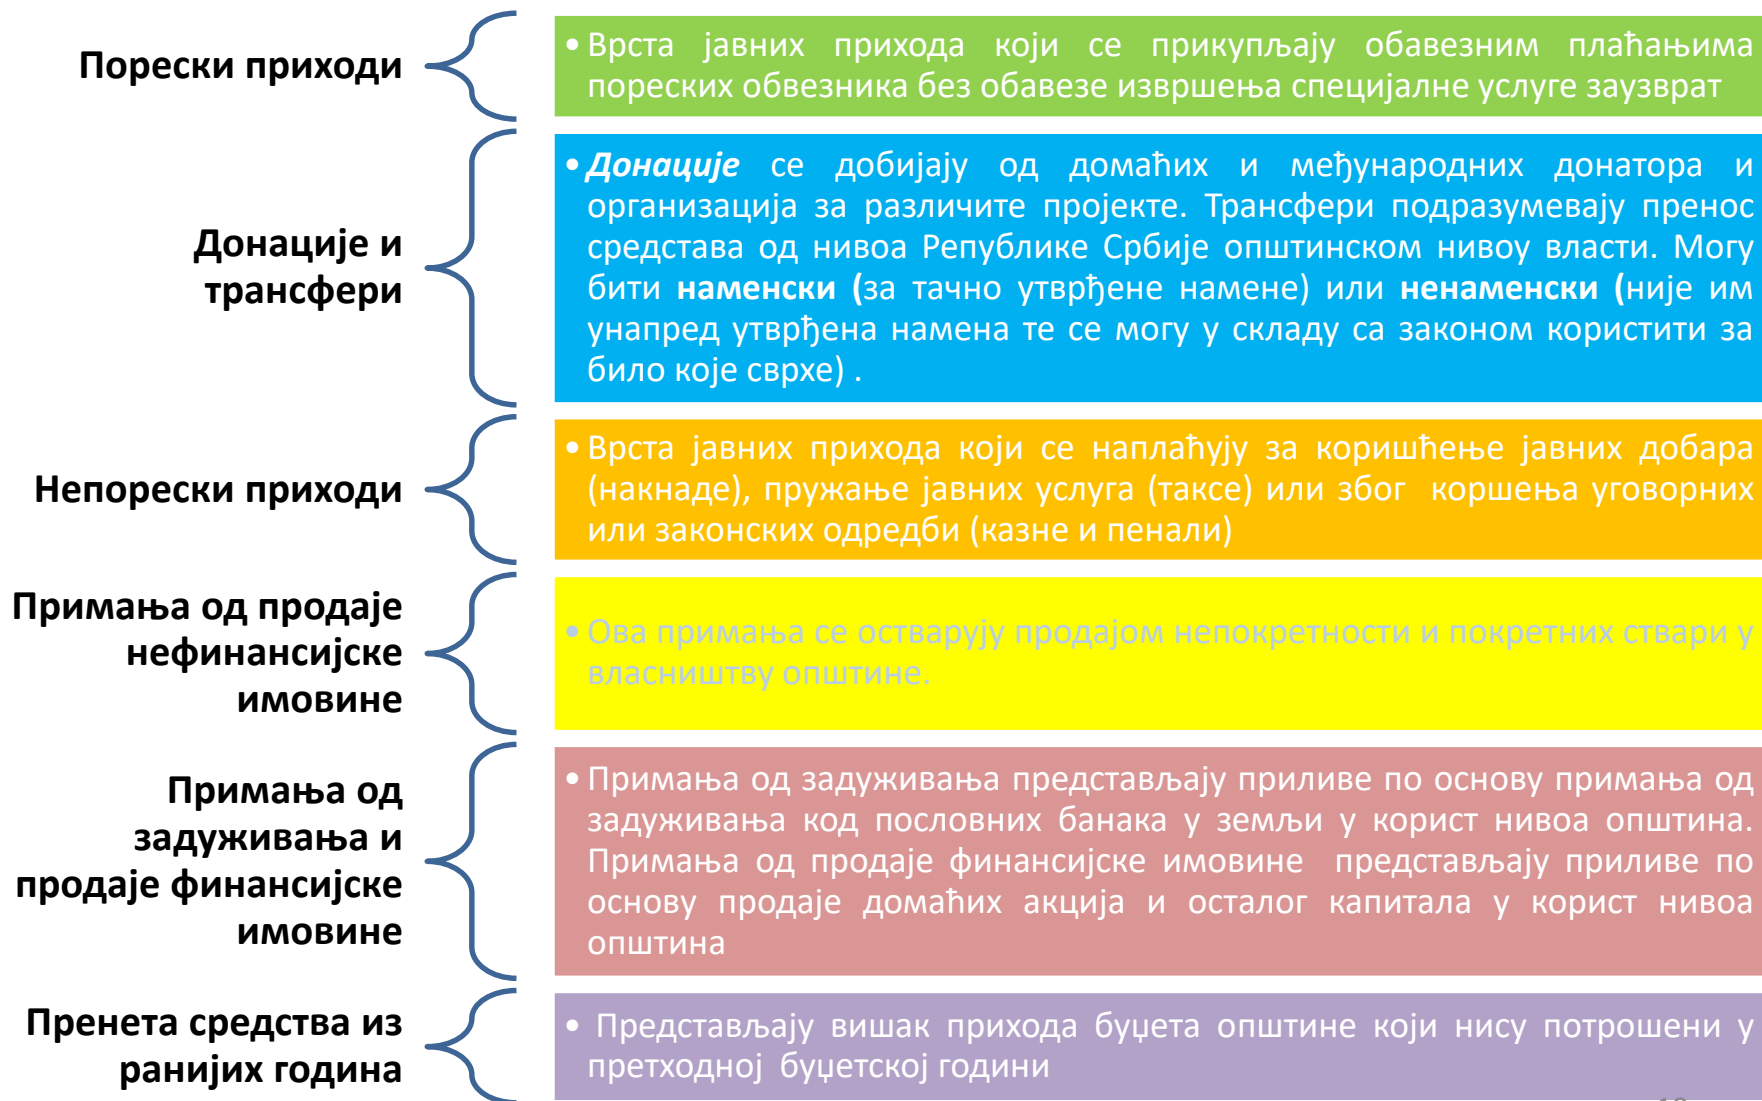 Порески приходи
• Врста јавних прихода који се прикупљају обавезним плаћањима
пореских обвезника без обавезе извршења специјалне услуге заузврат
Донације и
трансфери
• Донације се добијају од домаћих и међународних донатора и
организација за различите пројекте. Трансфери подразумевају пренос
средстава од нивоа Републике Србије општинском нивоу власти. Могу
бити наменски (за тачно утврђене намене) или ненаменски (није им
унапред утврђена намена те се могу у складу са законом користити за
било које сврхе) .
Непорески приходи
• Врста јавних прихода који се наплаћују за коришћење јавних добара
(накнаде), пружање јавних услуга (таксе) или због коршења уговорних
или законских одредби (казне и пенали)
Примања од продаје
нефинансијске
имовине
• Ова примања се остварују продајом непокретности и покретних ствари у
власништву општине.
Примања од
задуживања и
продаје финансијске
имовине
• Примања од задуживања представљају приливе по основу примања од
задуживања код пословних банака у земљи у корист нивоа општина.
Примања од продаје финансијске имовине представљају приливе по
основу продаје домаћих акција и осталог капитала у корист нивоа
општина
Пренета средства из
ранијих година
• Представљају вишак прихода буџета општине који нису потрошени у
претходној буџетској години